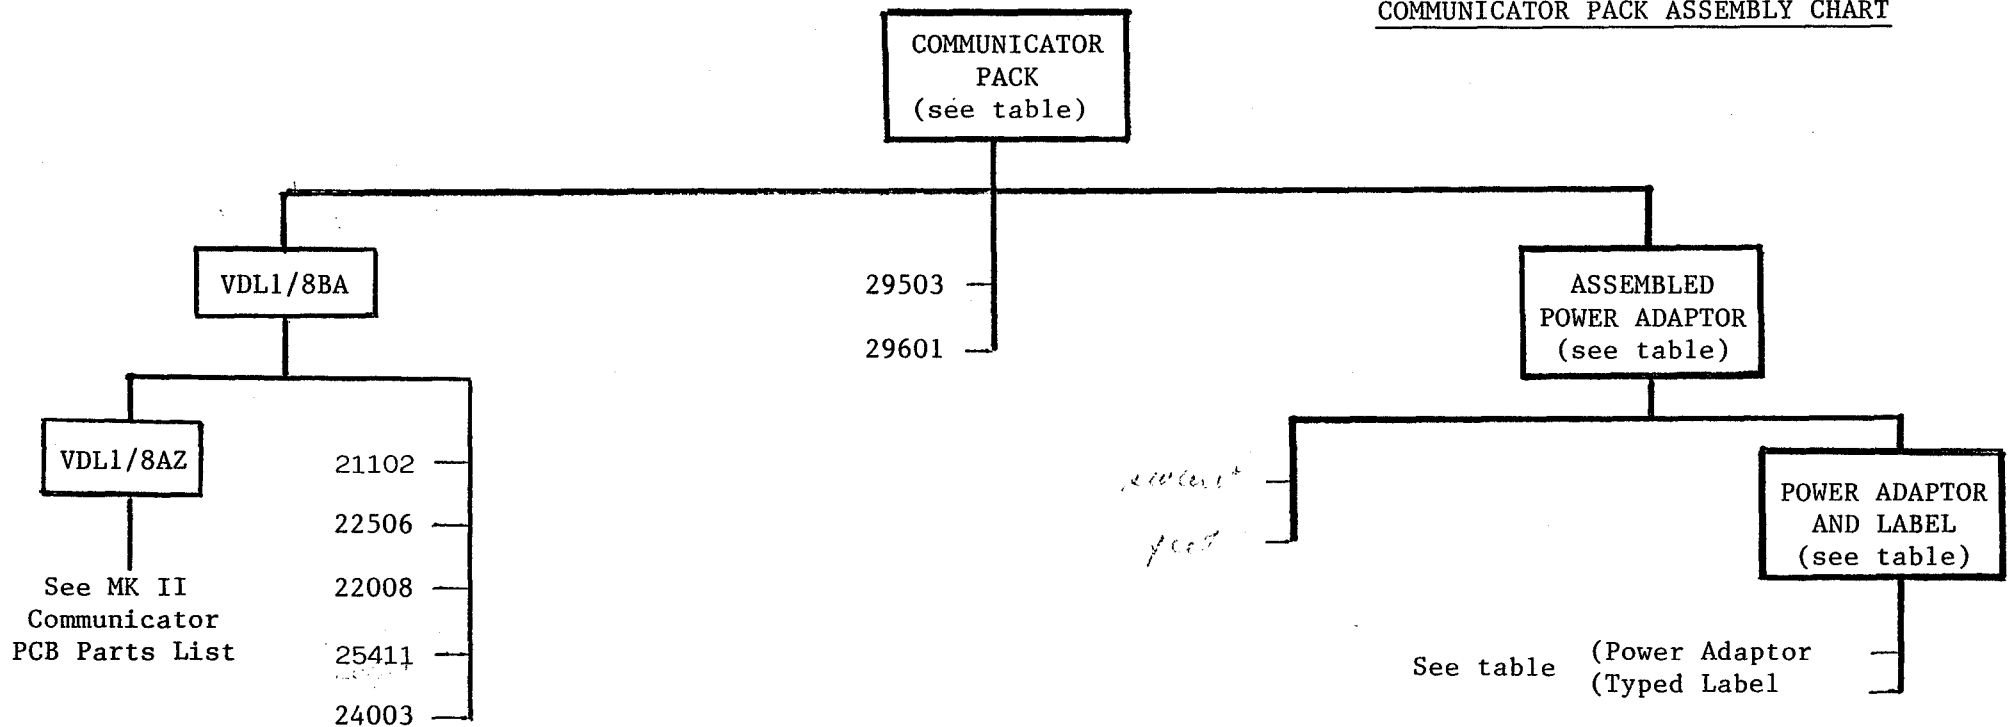 COMMUNICATOR PACK ASSEMBLY CHART
COMMUNICATOR
PACK
(see table)
VDL1/8BA
29503
29601
ASSEMBLED
POWER ADAPTOR
(see table)
VDL1/8AZ
See MK II
Communicator
PCB Parts List
21102
22506
22008
25411
24003
POWER ADAPTOR
AND LABEL
(see table)
See table
(Power Adaptor
(Typed Label